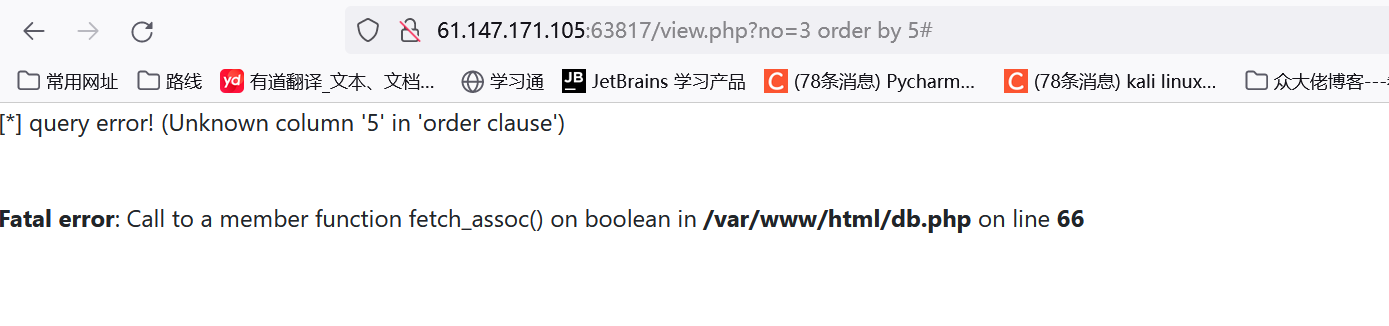 61.147.171.105:63817/view.php?no=3 order by 5#
常用网址 路线 yd 有道翻译_文本、文档... 学习通 JB JetBrains 学习产品 C (78条消息) Pycharm... C (78条消息) kali linux... 众大佬博客---
[*] query error! (Unknown column '5' in 'order clause')
Fatal error: Call to a member function fetch_assoc() on boolean in /var/www/html/db.php on line 66